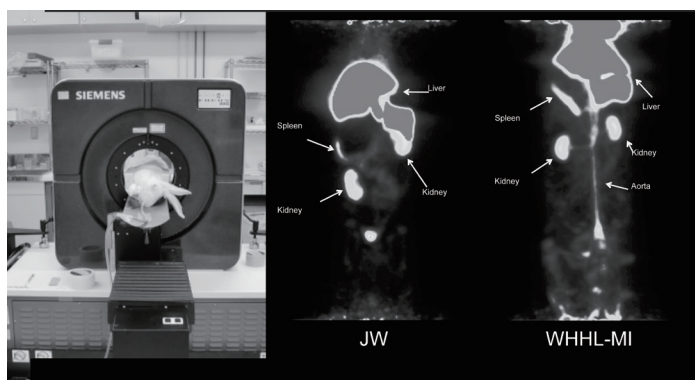 SIEMENS
Liver
Spleen
Kidney
Kidney
JW
Liver
Spleen
Kidney
Kidney
Aorta
WHHL-MI